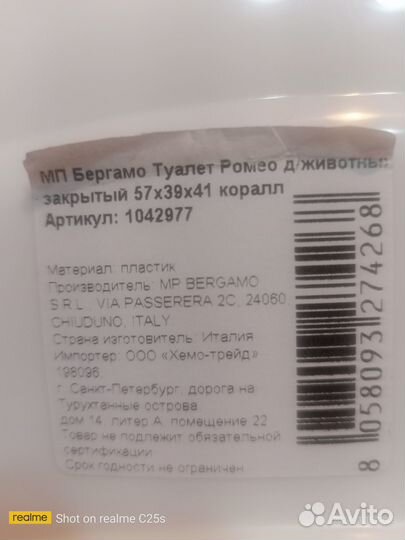 МП Бергамо Туалет Ромео д/животных
закрытый 57х39х41 коралл
Артикул: 1042977
Материал: пластик
Производитель: MP BERGAMO
S.R.L., VIA PASSERERA 2C, 24060,
CHIUDUNO, ITALY
Страна изготовитель: Италия
Импортер: ООО «Хемо-трейд»
198096,
г. Санкт-Петербург, дорога на
Турухтанные острова,
дом 14, литер А, помещение 22
Товар не подлежит обязательной
сертификации
Срок годности не ограничен
8 058093 274268
realme Shot on realme C25s
Avito